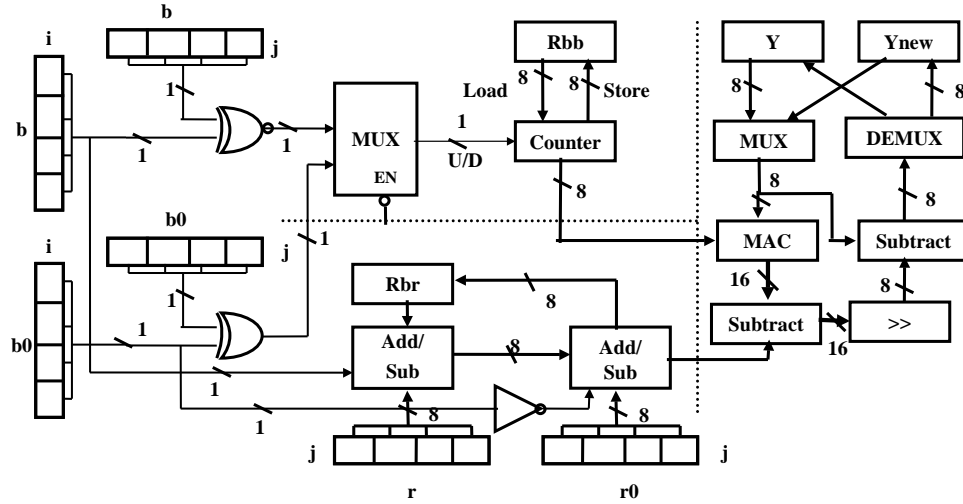 b
i
j
Rbb
Y
Ynew
8
8
8
8
1
Load
Store
b
1
1
MUX
1
U/D
Counter
MUX
DEMUX
EN
8
8
8
i
b0
j
1
MAC
Subtract
1
Rbr
8
16
8
b0
1
Add/
Sub
8
Add/
Sub
Subtract
16
>>
1
1
8
8
j
j
r
r0